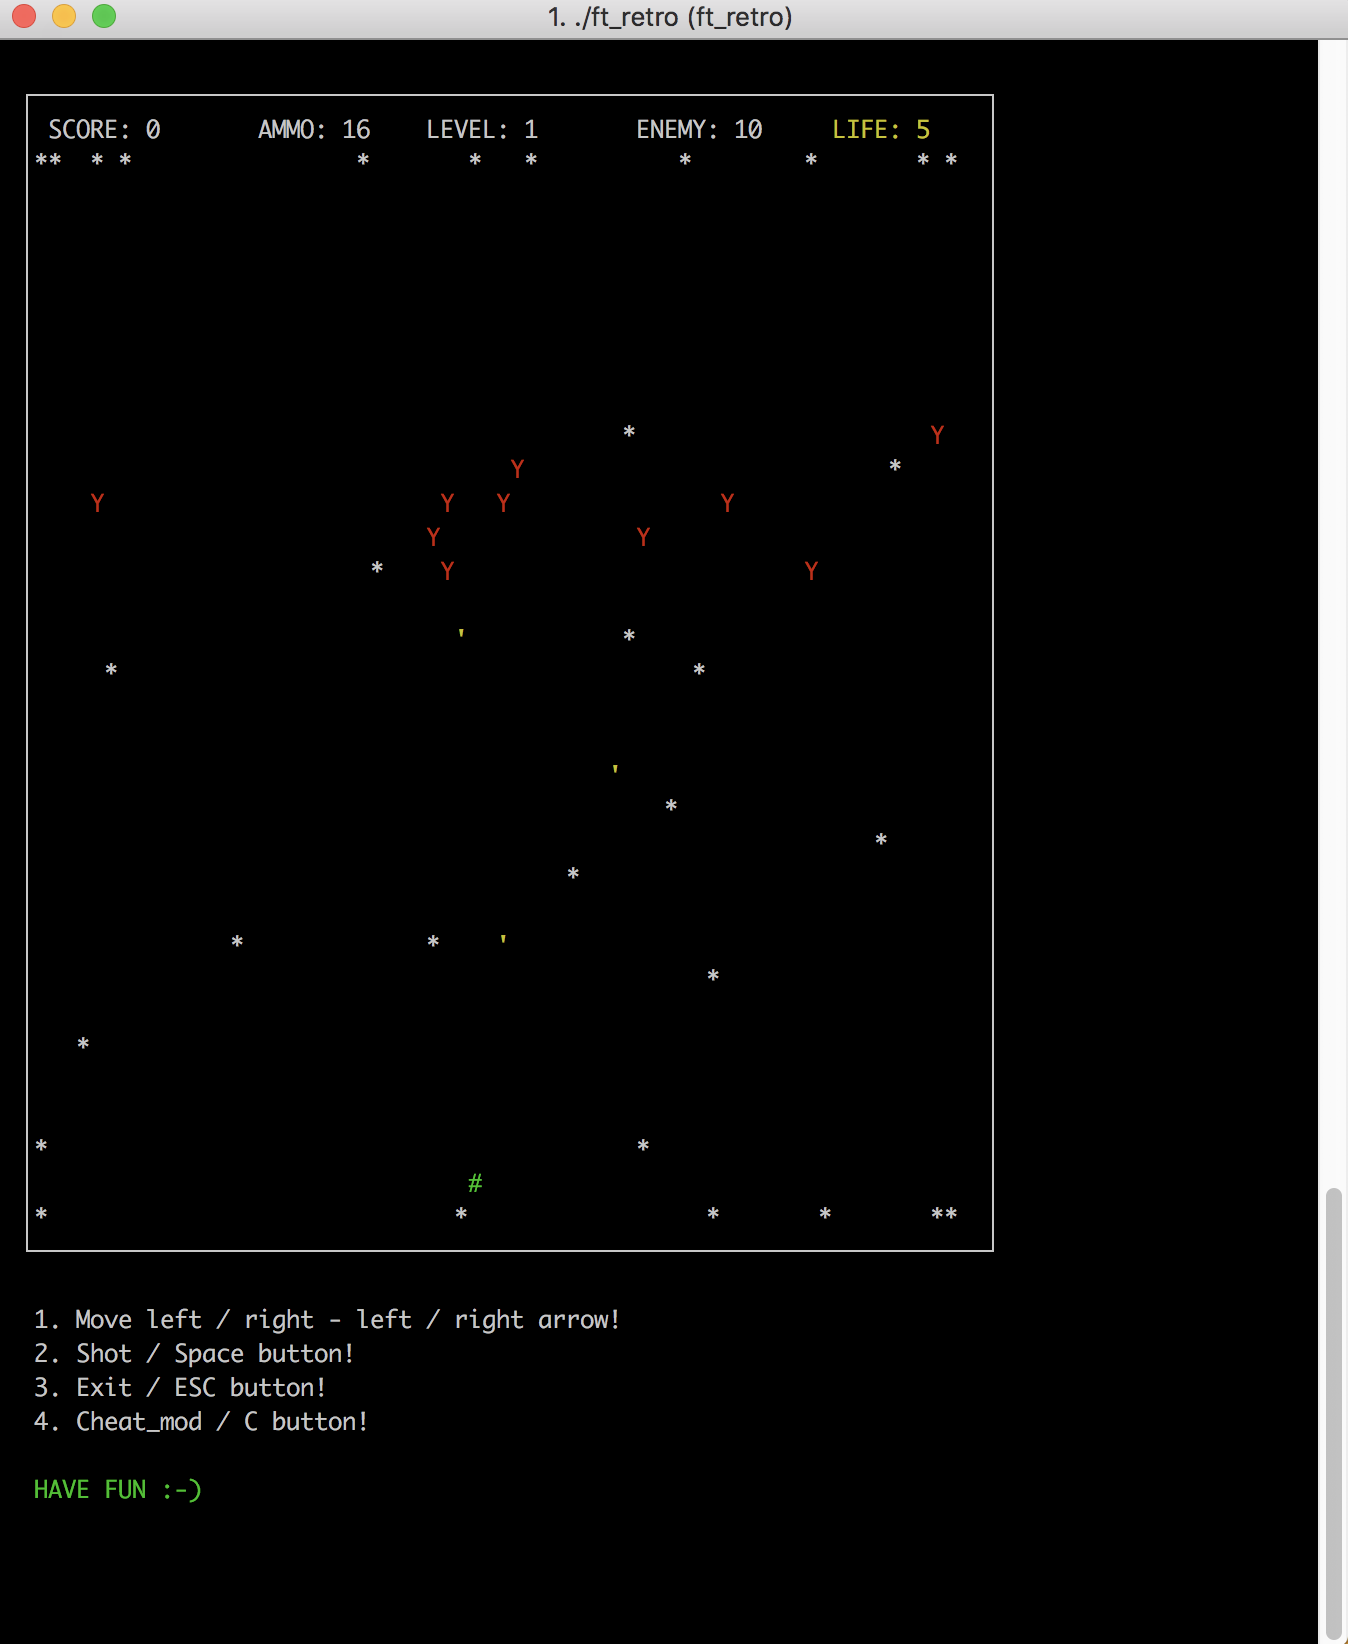 1. ./ft_retro (ft_retro)
SCORE: 0 AMMO: 16 LEVEL: 1 ENEMY: 10 LIFE: 5
** * * * * * * * * *
* Y
Y *
Y Y Y Y
Y Y
* Y Y
' *
* *
'
*
*
*
* * '
*
*
* *
#
* * * * **
1. Move left / right - left / right arrow!
2. Shot / Space button!
3. Exit / ESC button!
4. Cheat_mod / C button!
HAVE FUN :-)